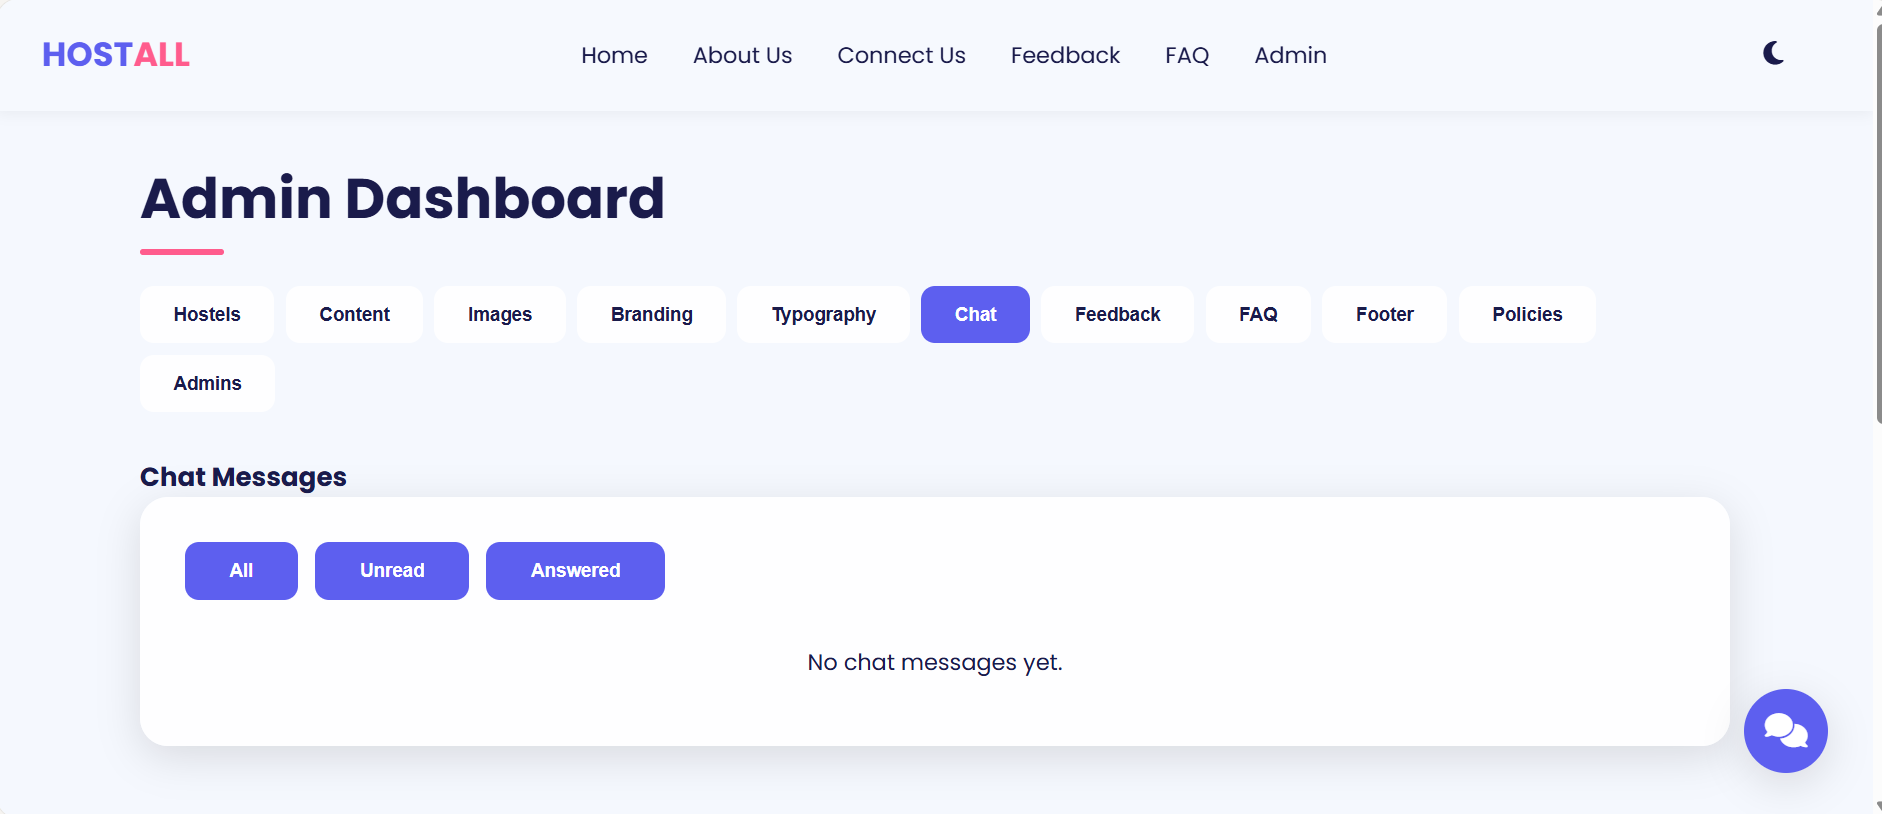 HOSTALL
Home About Us Connect Us Feedback FAQ Admin
Admin Dashboard
Hostels Content Images Branding Typography Chat Feedback FAQ Footer Policies
Admins
Chat Messages
All Unread Answered
No chat messages yet.